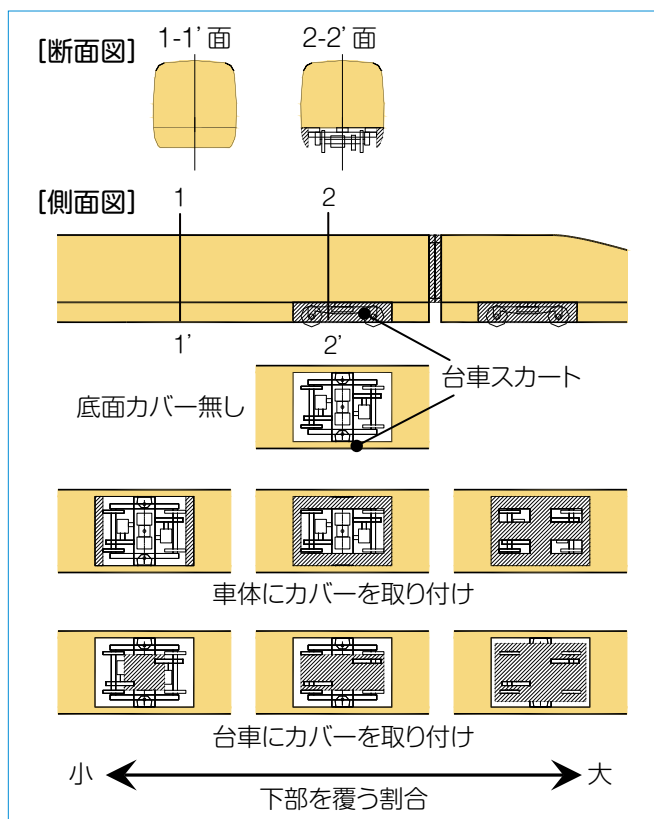 [断面図] 1-1’面 2-2’面
[側面図] 1 2
1’ 2’
台車スカート
底面カバー無し
車体にカバーを取り付け
台車にカバーを取り付け
小 大
下部を覆う割合